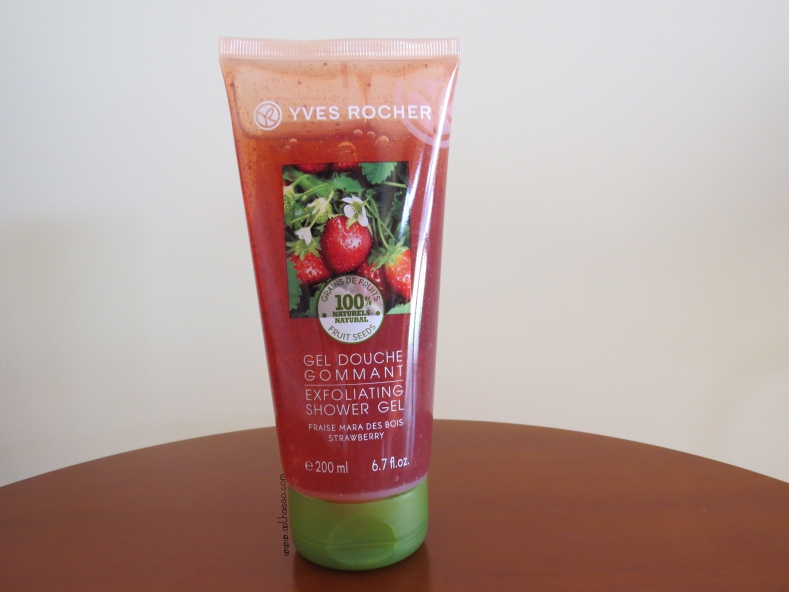 YVES ROCHER
GRAINS DE FRUITS
100%
NATURELS
NATURAL
FRUIT SEEDS
GEL DOUCHE
GOMMANT
EXFOLIATING
SHOWER GEL
FRAISE MARA DES BOIS
STRAWBERRY
e 200 ml 6.7 fl.oz.